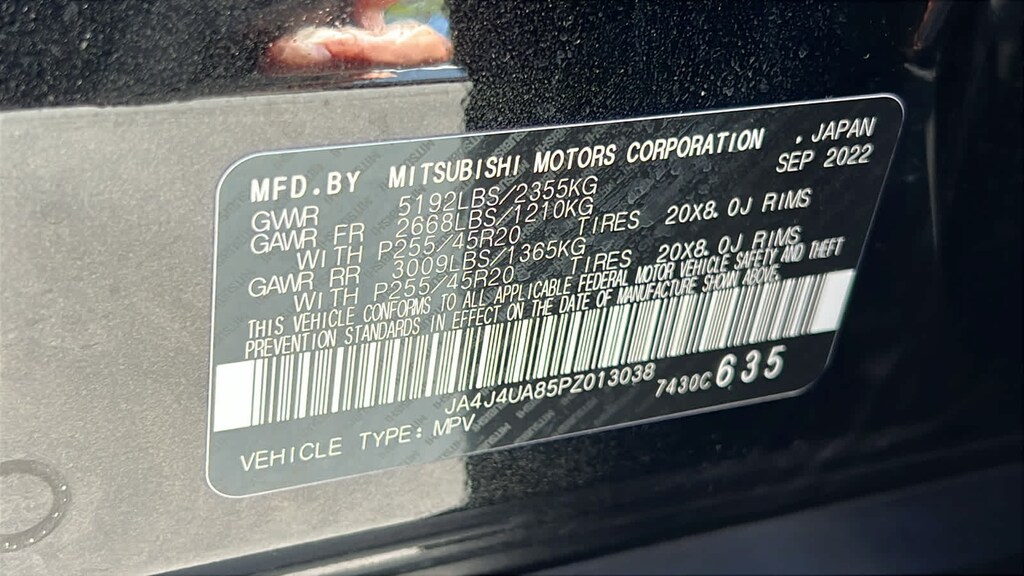 MFD.BY MITSUBISHI MOTORS CORPORATION . JAPAN
SEP 2022
GVWR 5192LBS/2355KG
GAWR FR 2668LBS/1210KG
WITH P255/45R20 TIRES 20X8.0J RIMS
GAWR RR 3009LBS/1365KG
WITH P255/45R20 TIRES 20X8.0J RIMS
THIS VEHICLE CONFORMS TO ALL APPLICABLE FEDERAL MOTOR VEHICLE SAFETY AND THEFT
PREVENTION STANDARDS IN EFFECT ON THE DATE OF MANUFACTURE SHOWN ABOVE.
JA4J4UA85PZ013038 7430C 635
VEHICLE TYPE: MPV